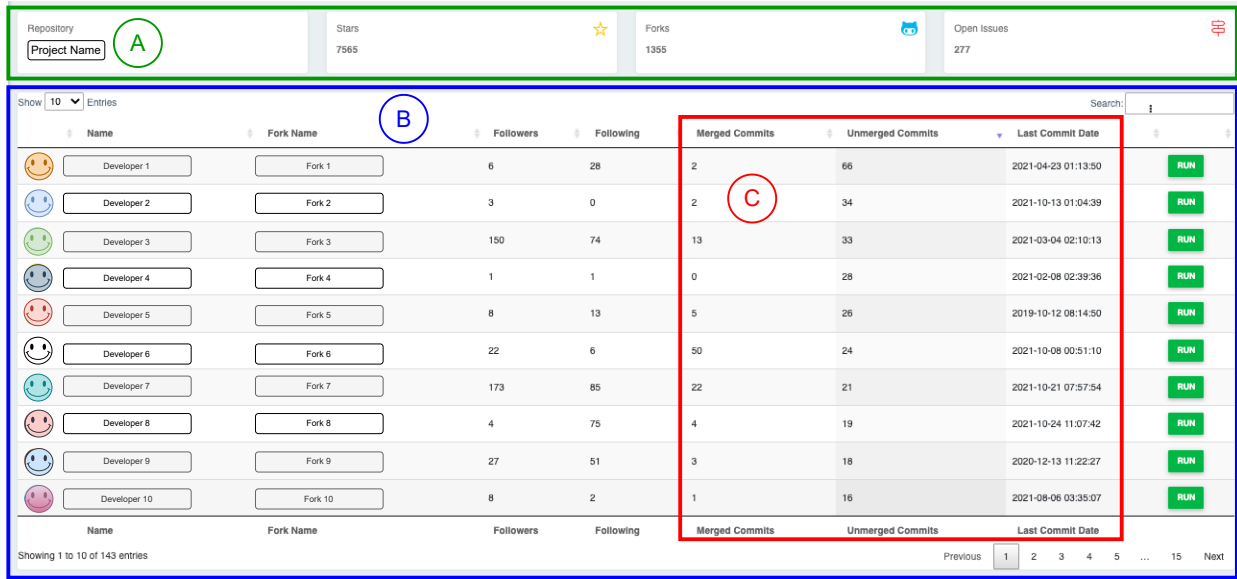 Repository Stars Forks Open Issues
Project Name A 7565 1355 277
Show 10 Entries B Search:
Name Fork Name Followers Following Merged Commits Unmerged Commits Last Commit Date
Developer 1 Fork 1 6 28 2 66 2021-04-23 01:13:50 RUN
Developer 2 Fork 2 3 0 2 C 34 2021-10-13 01:04:39 RUN
Developer 3 Fork 3 150 74 13 33 2021-03-04 02:10:13 RUN
Developer 4 Fork 4 1 1 0 28 2021-02-08 02:39:36 RUN
Developer 5 Fork 5 8 13 5 26 2019-10-12 08:14:50 RUN
Developer 6 Fork 6 22 6 50 24 2021-10-08 00:51:10 RUN
Developer 7 Fork 7 173 85 22 21 2021-10-21 07:57:54 RUN
Developer 8 Fork 8 4 75 4 19 2021-10-24 11:07:42 RUN
Developer 9 Fork 9 27 51 3 18 2020-12-13 11:22:27 RUN
Developer 10 Fork 10 8 2 1 16 2021-08-06 03:35:07 RUN
Name Fork Name Followers Following Merged Commits Unmerged Commits Last Commit Date
Showing 1 to 10 of 143 entries Previous 1 2 3 4 5 ... 15 Next